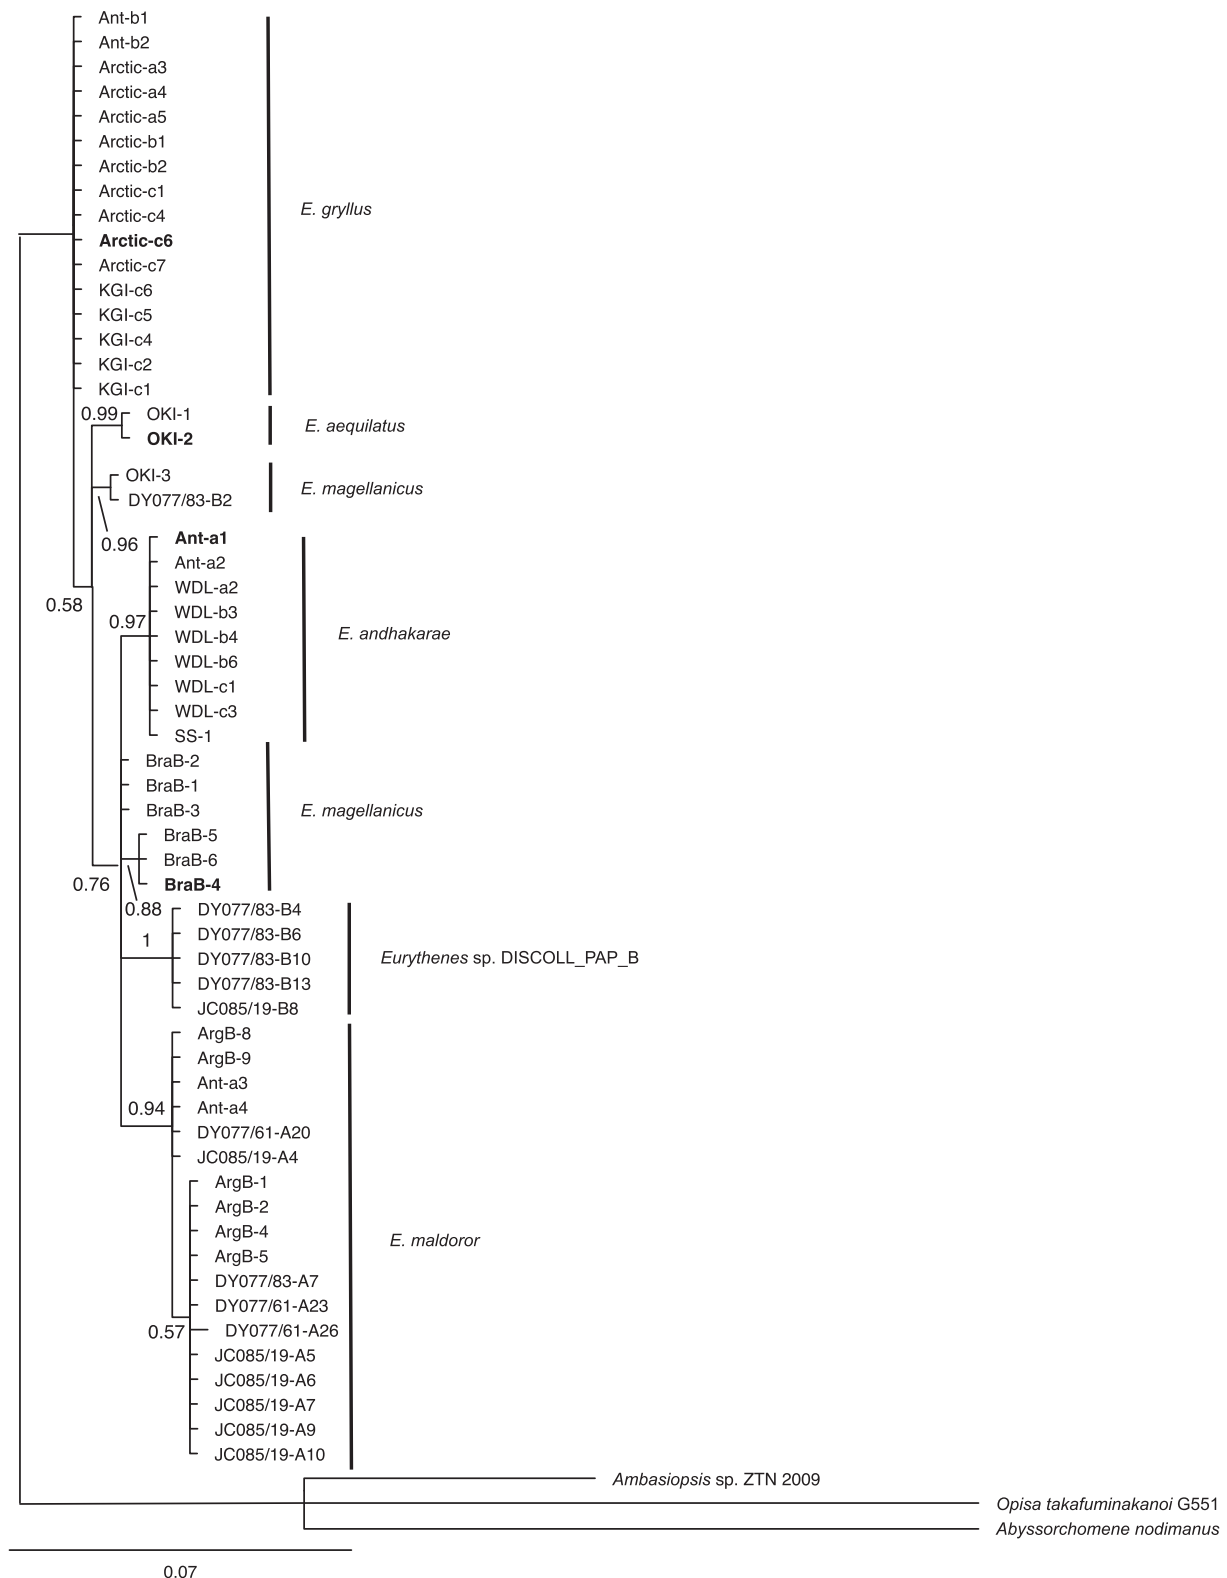 Ant-b1
Ant-b2
Arctic-a3
Arctic-a4
Arctic-a5
Arctic-b1
Arctic-b2
Arctic-c1
E. gryllus
Arctic-c4
Arctic-c6
Arctic-c7
KGI-c6
KGI-c5
KGI-c4
KGI-c2
KGI-c1
0.99 OKI-1
E. aequilatus
OKI-2
OKI-3
E. magellanicus
DY077/83-B2
Ant-a1
0.96
Ant-a2
WDL-a2
0.58
WDL-b3
0.97
WDL-b4 E. andhakarae
WDL-b6
WDL-c1
WDL-c3
SS-1
BraB-2
BraB-1
BraB-3 E. magellanicus
BraB-5
BraB-6
0.76 BraB-4
0.88 DY077/83-B4
DY077/83-B6
1
DY077/83-B10 Eurythenes sp. DISCOLL_PAP_B
DY077/83-B13
JC085/19-B8
ArgB-8
ArgB-9
Ant-a3
0.94 Ant-a4
DY077/61-A20
JC085/19-A4
ArgB-1
ArgB-2
ArgB-4
E. maldoror
ArgB-5
DY077/83-A7
DY077/61-A23
0.57 DY077/61-A26
JC085/19-A5
JC085/19-A6
JC085/19-A7
JC085/19-A9
JC085/19-A10
Ambasiopsis sp. ZTN 2009
Opisa takafuminakanoi G551
Abyssorchomene nodimanus
0.07